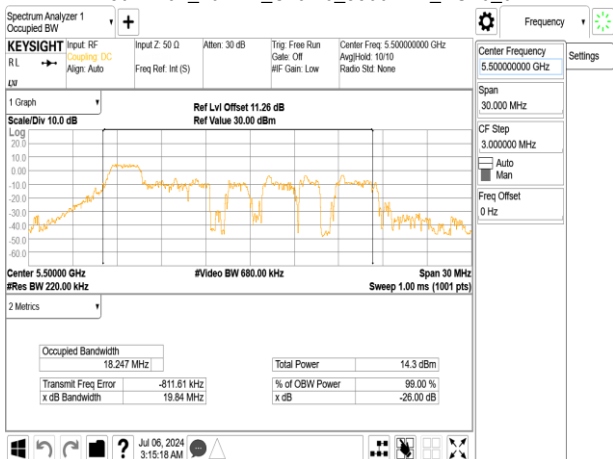 Spectrum Analyzer 1
Occupied BW
+
Frequency
KEYSIGHT
RL
Align: Auto
LXI
Input: RF
Coupling: DC
Input Z: 50 Ω
Freq Ref: Int (S)
Atten: 30 dB
Trig: Free Run
Gate: Off
#IF Gain: Low
Center Freq: 5.500000000 GHz
Avg|Hold: 10/10
Radio Std: None
Center Frequency
5.500000000 GHz
Settings
Span
30.000 MHz
CF Step
3.000000 MHz
Auto
Man
Freq Offset
0 Hz
1 Graph
Scale/Div 10.0 dB
Ref Lvl Offset 11.26 dB
Ref Value 30.00 dBm
Log
20.0
10.0
0.00
-10.0
-20.0
-30.0
-40.0
-50.0
-60.0
Center 5.50000 GHz
#Video BW 680.00 kHz
Span 30 MHz
#Res BW 220.00 kHz
Sweep 1.00 ms (1001 pts)
2 Metrics
Occupied Bandwidth
18.247 MHz
Total Power 14.3 dBm
Transmit Freq Error -811.61 kHz
% of OBW Power 99.00 %
x dB Bandwidth 19.84 MHz
x dB -26.00 dB
?
Jul 06, 2024
3:15:18 AM